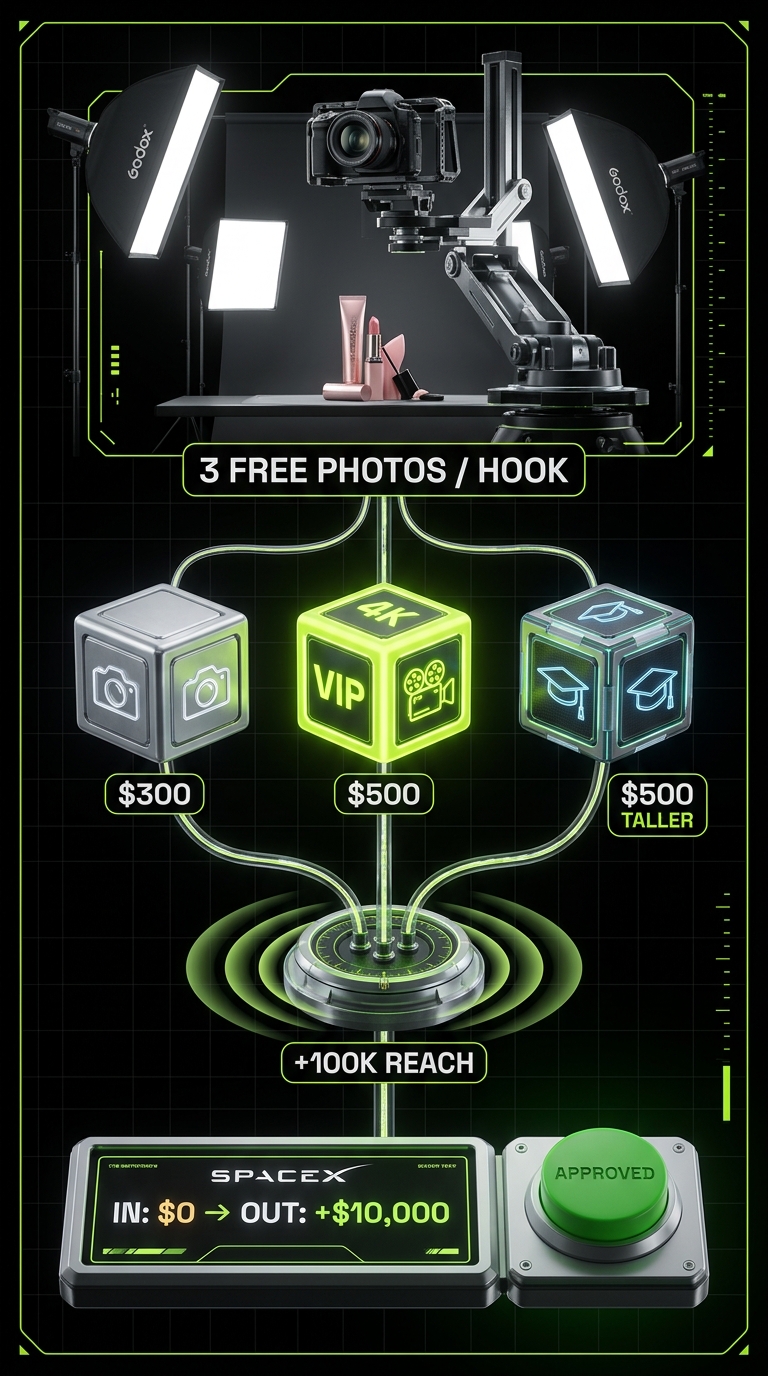 Godox
Godox
3 FREE PHOTOS / HOOK
4K
VIP
$300
$500
$500
TALLER
+100K REACH
SPACEX
IN: $0 → OUT: +$10,000
APPROVED